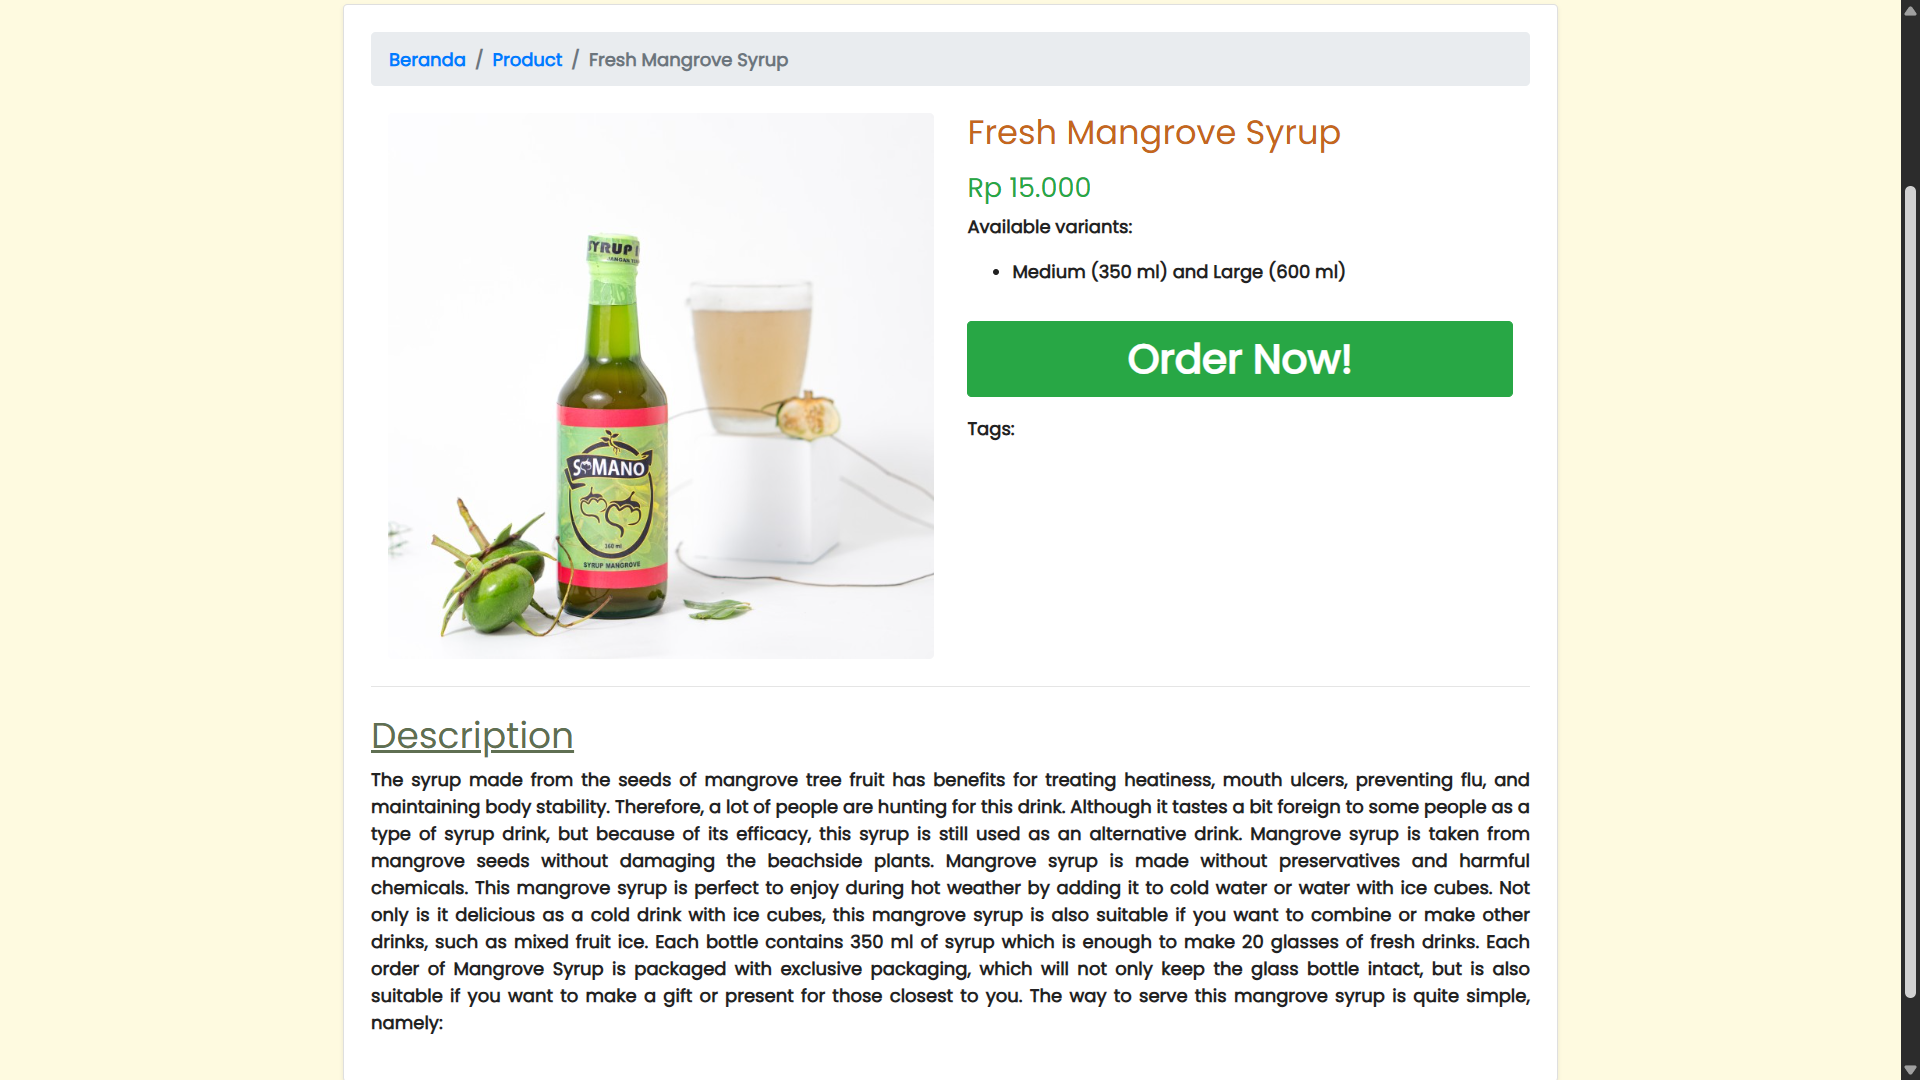 Beranda / Product / Fresh Mangrove Syrup
Fresh Mangrove Syrup
Rp 15.000
Available variants:
• Medium (350 ml) and Large (600 ml)
Order Now!
Tags:
SYRUP
SOMANO
SYRUP MANGROVE
Description
The syrup made from the seeds of mangrove tree fruit has benefits for treating heatiness, mouth ulcers, preventing flu, and
maintaining body stability. Therefore, a lot of people are hunting for this drink. Although it tastes a bit foreign to some people as a
type of syrup drink, but because of its efficacy, this syrup is still used as an alternative drink. Mangrove syrup is taken from
mangrove seeds without damaging the beachside plants. Mangrove syrup is made without preservatives and harmful
chemicals. This mangrove syrup is perfect to enjoy during hot weather by adding it to cold water or water with ice cubes. Not
only is it delicious as a cold drink with ice cubes, this mangrove syrup is also suitable if you want to combine or make other
drinks, such as mixed fruit ice. Each bottle contains 350 ml of syrup which is enough to make 20 glasses of fresh drinks. Each
order of Mangrove Syrup is packaged with exclusive packaging, which will not only keep the glass bottle intact, but is also
suitable if you want to make a gift or present for those closest to you. The way to serve this mangrove syrup is quite simple,
namely: